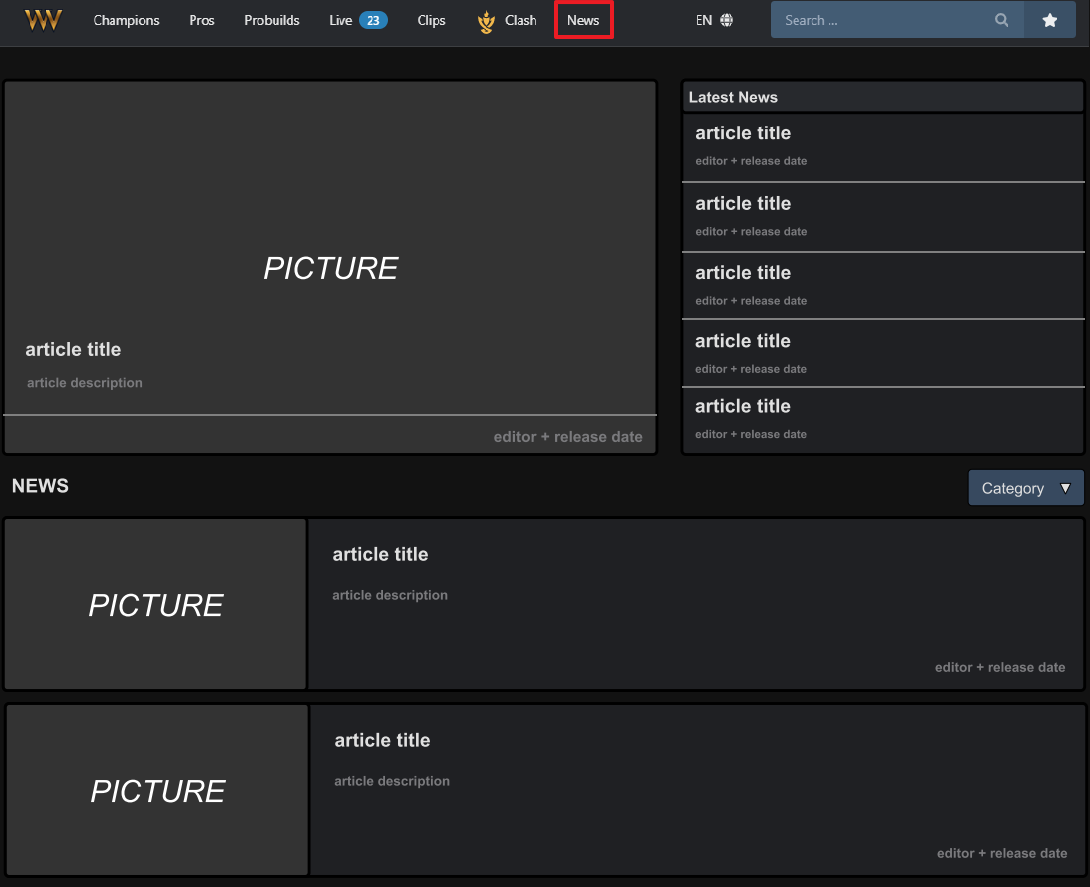 Champions Pros Probuilds Live 23 Clips Clash News EN Search ...
PICTURE
article title
article description
editor + release date
Latest News
article title
editor + release date
article title
editor + release date
article title
editor + release date
article title
editor + release date
article title
editor + release date
NEWS
Category ▼
PICTURE
article title
article description
editor + release date
PICTURE
article title
article description
editor + release date